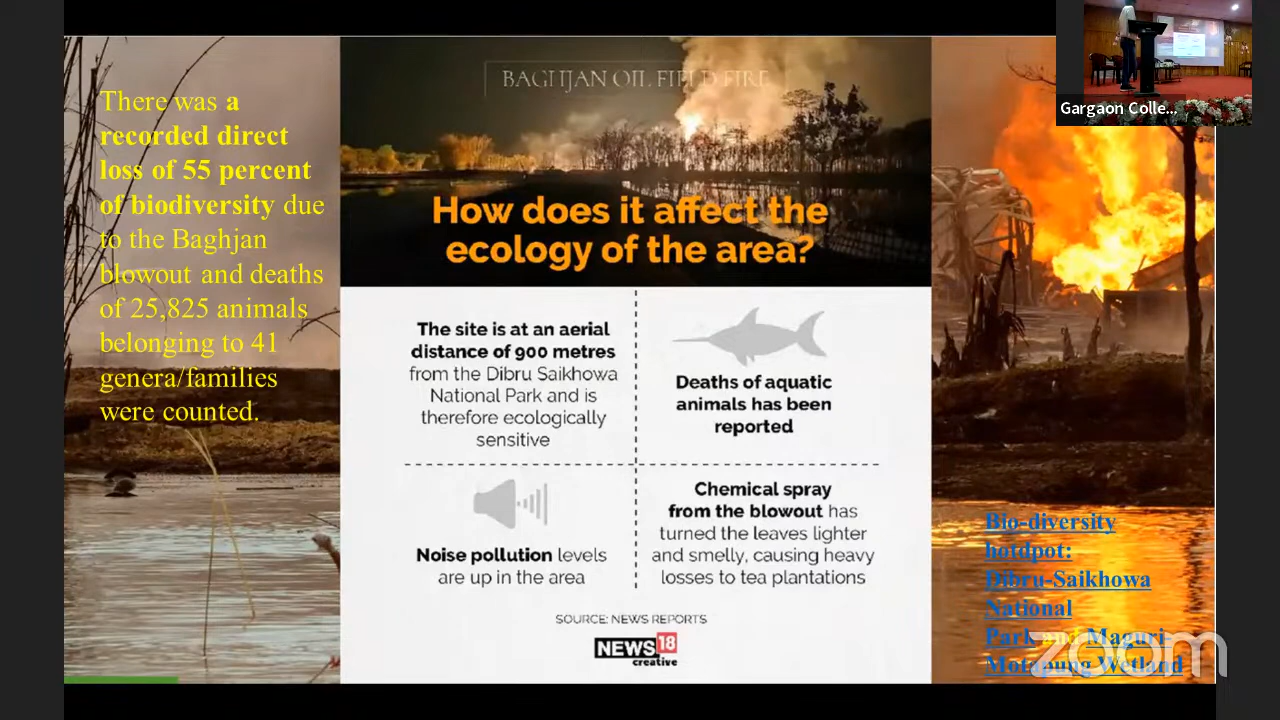 There was a
recorded direct
loss of 55 percent
of biodiversity due
to the Baghjan
blowout and deaths
of 25,825 animals
belonging to 41
genera/families
were counted.
BAGHJAN OIL FIELD FIRE
How does it affect the
ecology of the area?
The site is at an aerial
distance of 900 metres
from the Dibru Saikhowa
National Park and is
therefore ecologically
sensitive
Deaths of aquatic
animals has been
reported
Noise pollution levels
are up in the area
Chemical spray
from the blowout has
turned the leaves lighter
and smelly, causing heavy
losses to tea plantations
SOURCE: NEWS REPORTS
NEWS 18
creative
Gargaon Colle...
Bio-diversity
hotdpot:
Dibru-Saikhowa
National
Park and Maguri-
Motapung Wetland
zoom